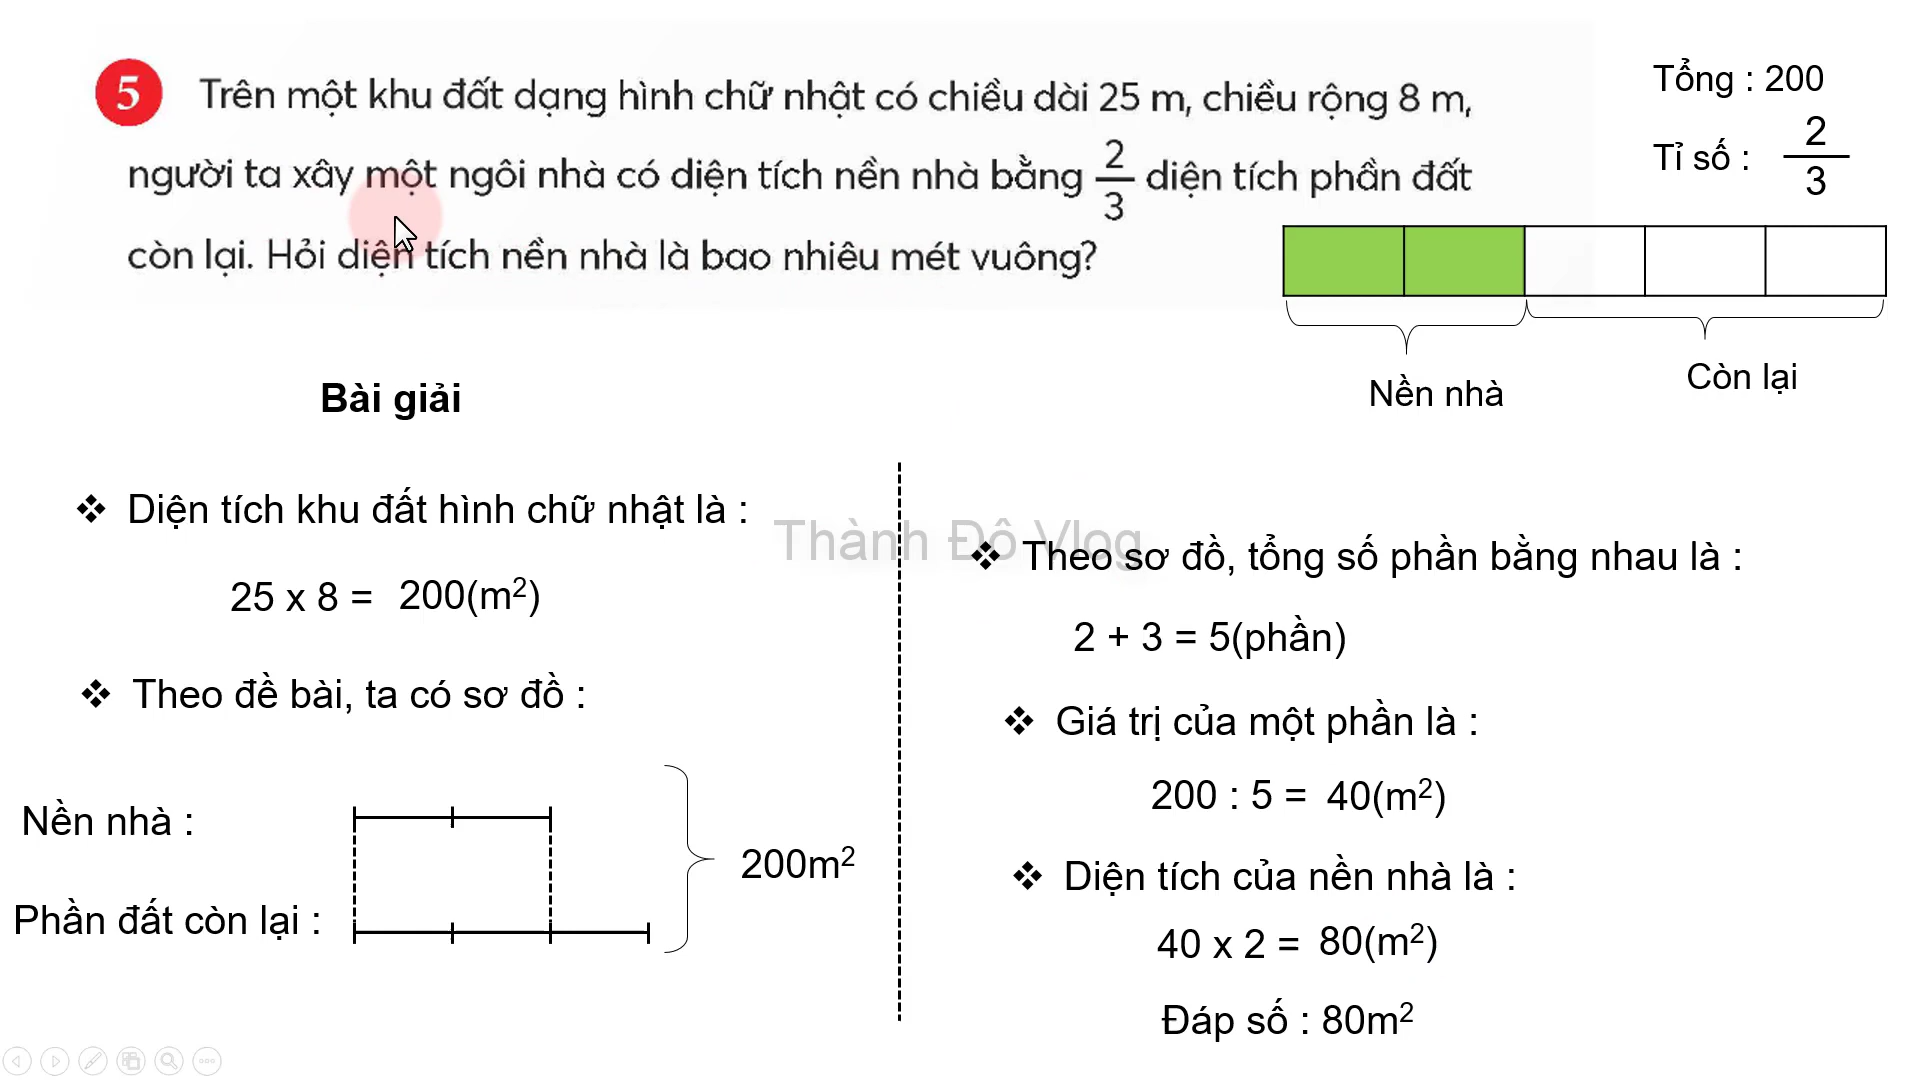 5 Trên một khu đất dạng hình chữ nhật có chiều dài 25 m, chiều rộng 8 m,
người ta xây một ngôi nhà có diện tích nền nhà bằng 2/3 diện tích phần đất
còn lại. Hỏi diện tích nền nhà là bao nhiêu mét vuông?
Tổng : 200
Tỉ số : 2/3
Nền nhà
Còn lại
Bài giải
Diện tích khu đất hình chữ nhật là :
25 x 8 = 200(m²)
Theo đề bài, ta có sơ đồ :
Nền nhà :
Phần đất còn lại :
200m²
Thành Đô Vlog
Theo sơ đồ, tổng số phần bằng nhau là :
2 + 3 = 5(phần)
Giá trị của một phần là :
200 : 5 = 40(m²)
Diện tích của nền nhà là :
40 x 2 = 80(m²)
Đáp số : 80m²